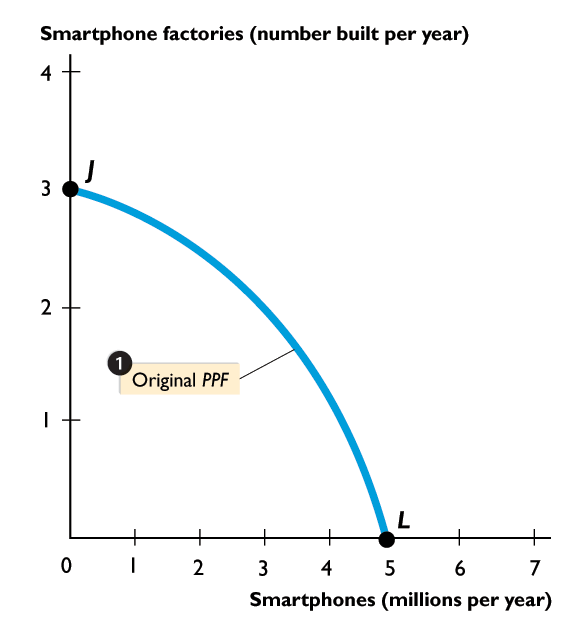 Smartphone factories (number built per year)
4
J
3
2
1
Original PPF
1
L
0 1 2 3 4 5 6 7
Smartphones (millions per year)